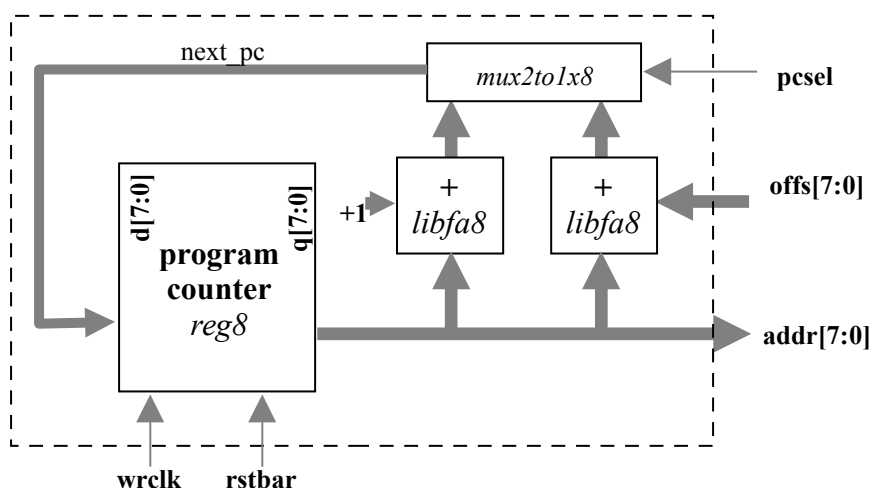 next_pc
mux2to1x8
pcsel
d[7:0]
q[7:0]
+
libfa8
+
libfa8
+1
offs[7:0]
program
counter
reg8
addr[7:0]
wrclk
rstbar